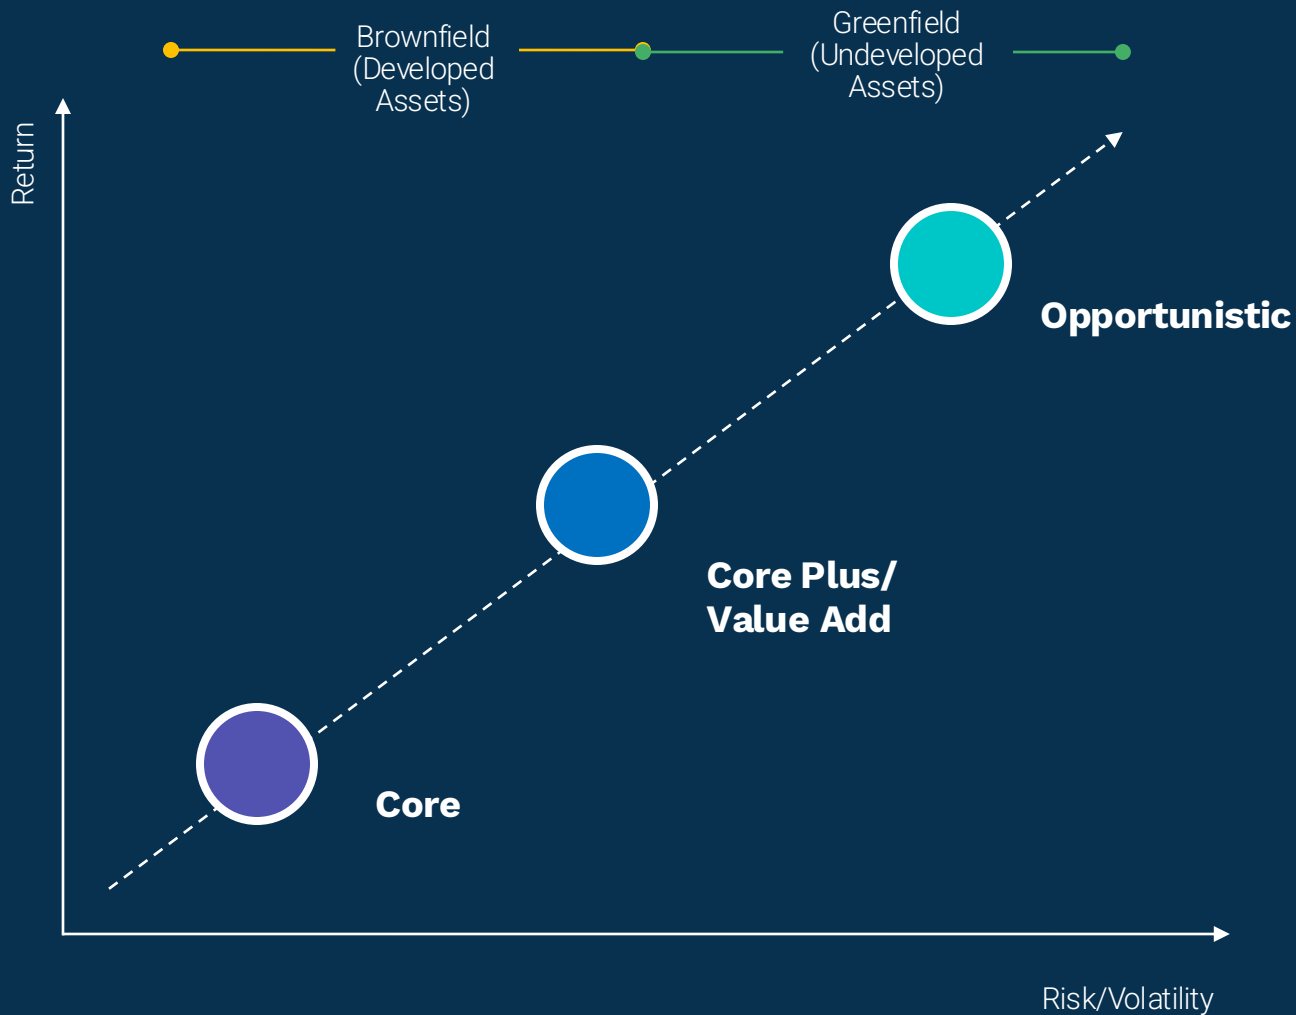 Brownfield
(Developed
Assets)
Greenfield
(Undeveloped
Assets)
Return
Opportunistic
Core Plus/
Value Add
Core
Risk/Volatility